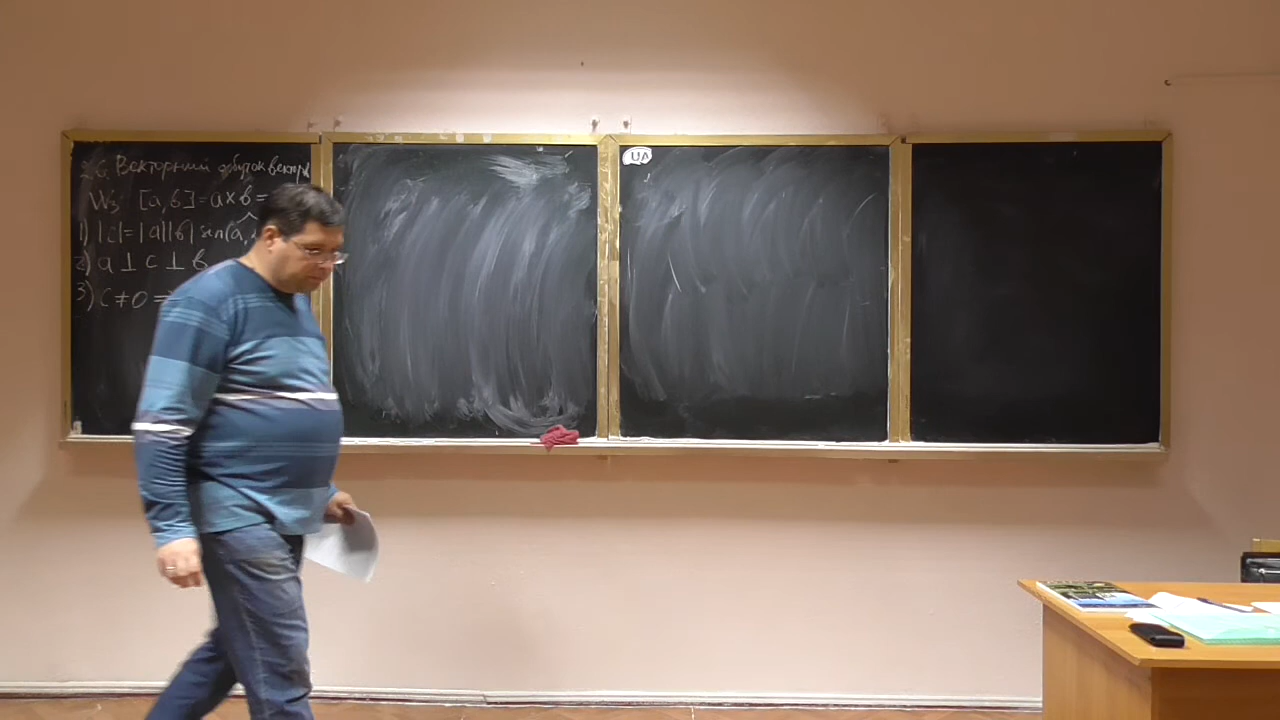 §6. Векторний добуток векторів
W₃: [a,b]=a×b=
1) |c|=|a||b| sin(a,
2) a⊥c⊥b
3) c≠0 ⇒
UA